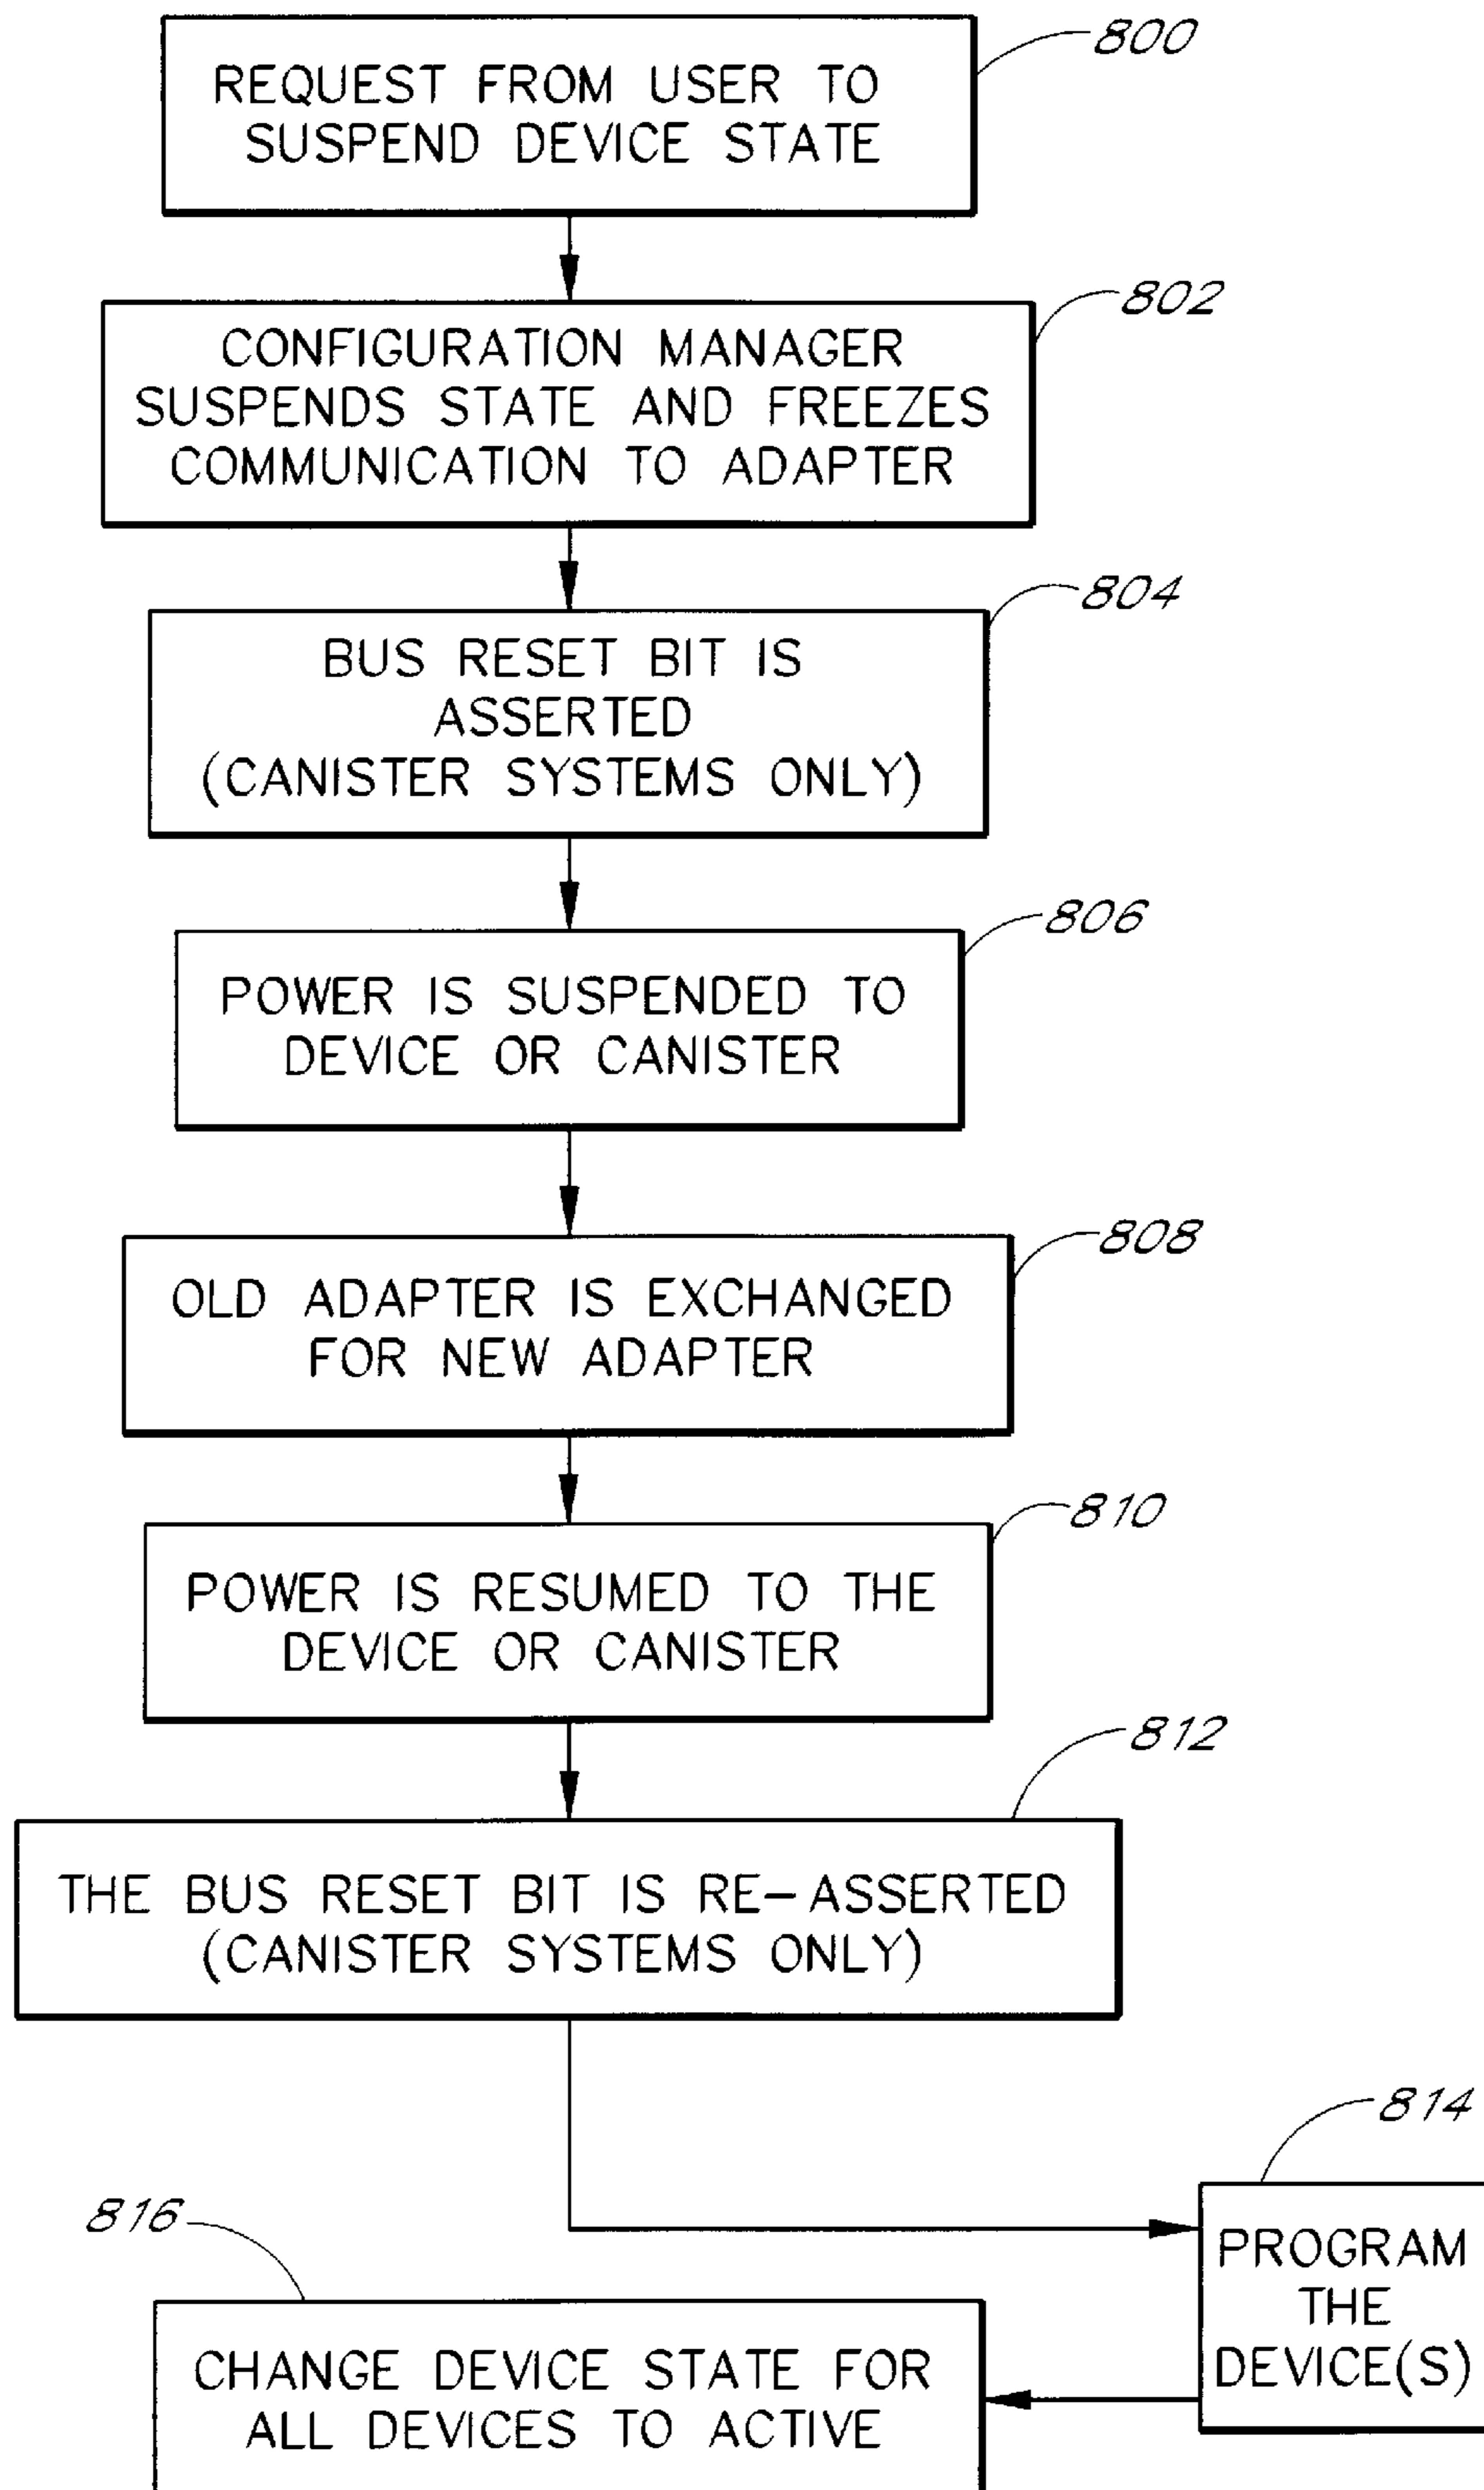 800
REQUEST FROM USER TO
SUSPEND DEVICE STATE
802
CONFIGURATION MANAGER
SUSPENDS STATE AND FREEZES
COMMUNICATION TO ADAPTER
804
BUS RESET BIT IS
ASSERTED
(CANISTER SYSTEMS ONLY)
806
POWER IS SUSPENDED TO
DEVICE OR CANISTER
808
OLD ADAPTER IS EXCHANGED
FOR NEW ADAPTER
810
POWER IS RESUMED TO THE
DEVICE OR CANISTER
812
THE BUS RESET BIT IS RE-ASSERTED
(CANISTER SYSTEMS ONLY)
814
PROGRAM
THE
DEVICE(S)
816
CHANGE DEVICE STATE FOR
ALL DEVICES TO ACTIVE